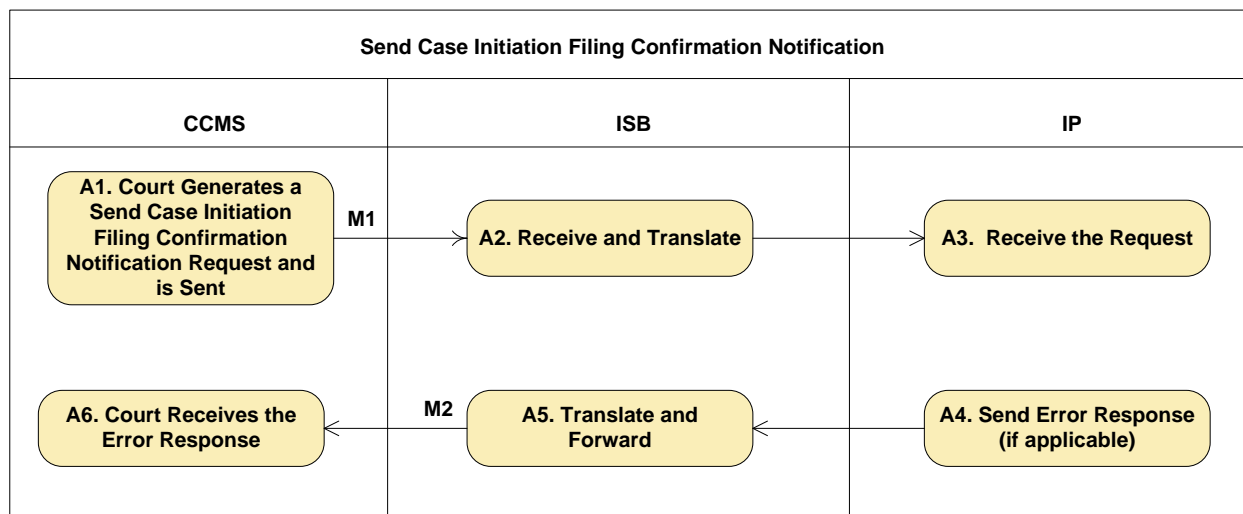 Send Case Initiation Filing Confirmation Notification
CCMS
ISB
IP
A1. Court Generates a
Send Case Initiation
Filing Confirmation
Notification Request and
is Sent
M1
A2. Receive and Translate
A3. Receive the Request
A6. Court Receives the
Error Response
M2
A5. Translate and
Forward
A4. Send Error Response
(if applicable)